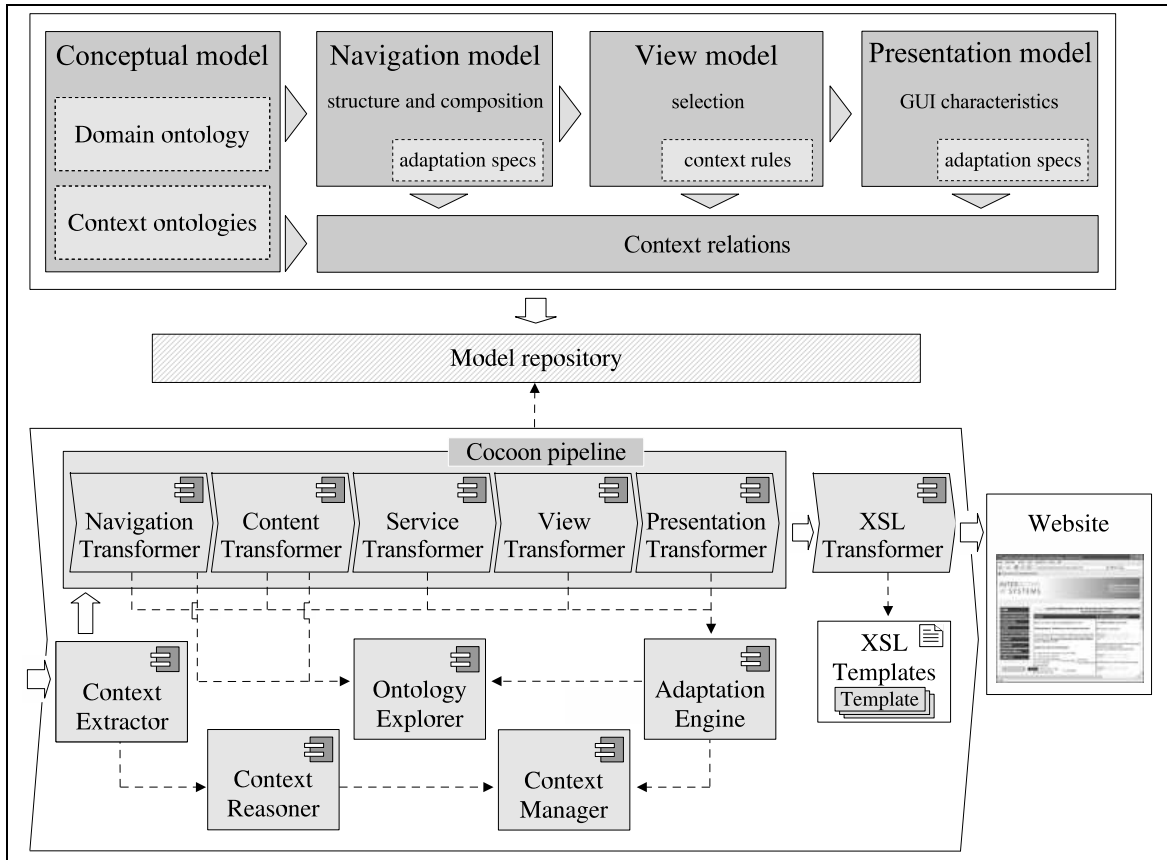 Conceptual model
Domain ontology
Context ontologies
Navigation model
structure and composition
adaptation specs
View model
selection
context rules
Presentation model
GUI characteristics
adaptation specs
Context relations
Model repository
Cocoon pipeline
Navigation
Transformer
Content
Transformer
Service
Transformer
View
Transformer
Presentation
Transformer
XSL
Transformer
Website
Context
Extractor
Ontology
Explorer
Adaptation
Engine
XSL
Templates
Template
Context
Reasoner
Context
Manager